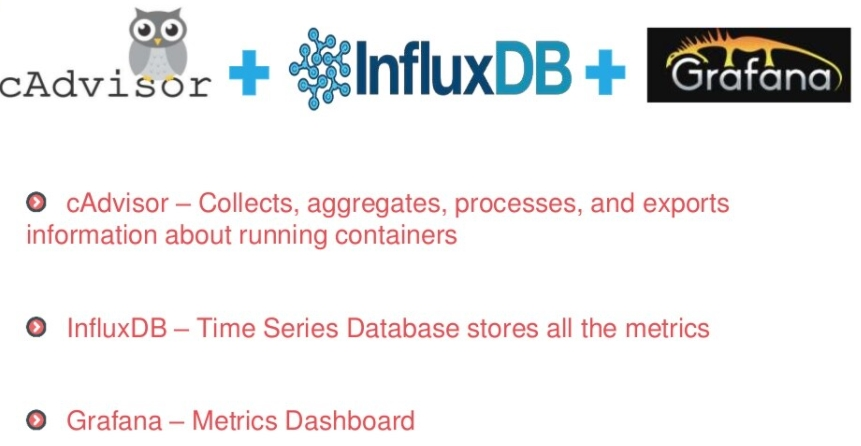 cAdvisor + InfluxDB + Grafana
cAdvisor – Collects, aggregates, processes, and exports
information about running containers
InfluxDB – Time Series Database stores all the metrics
Grafana – Metrics Dashboard